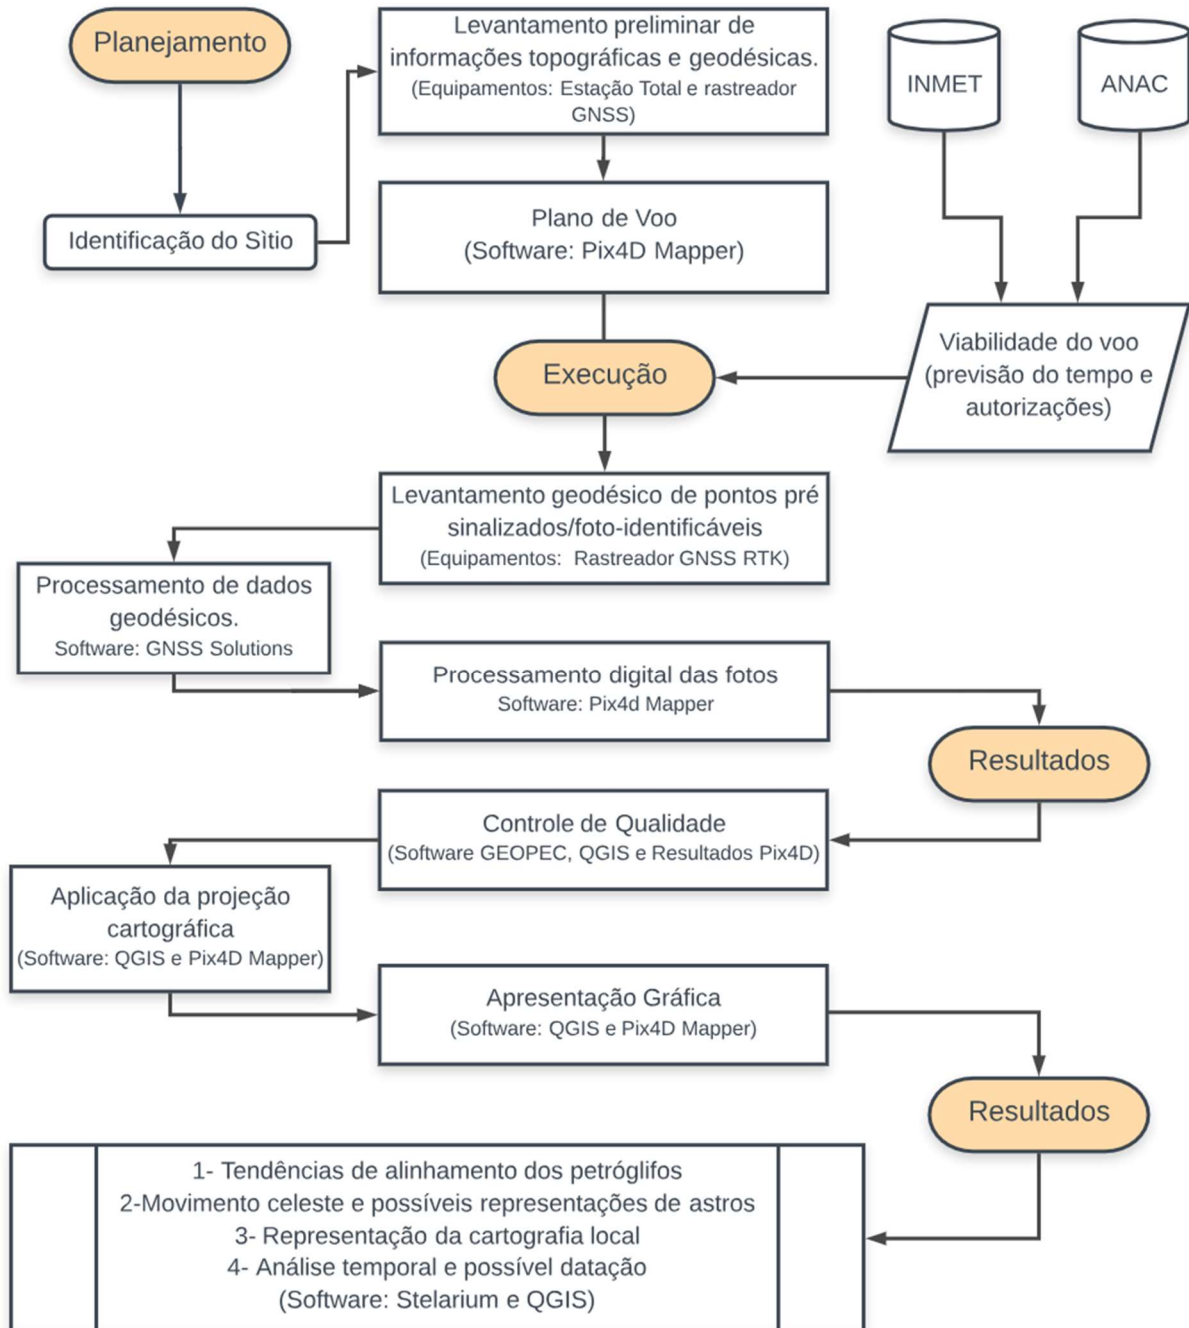 Planejamento
Levantamento preliminar de
informações topográficas e geodésicas.
(Equipamentos: Estação Total e rastreador
GNSS)
INMET
ANAC
Identificação do Sìtio
Plano de Voo
(Software: Pix4D Mapper)
Viabilidade do voo
(previsão do tempo e
autorizações)
Execução
Levantamento geodésico de pontos pré
sinalizados/foto-identificáveis
(Equipamentos: Rastreador GNSS RTK)
Processamento de dados
geodésicos.
Software: GNSS Solutions
Processamento digital das fotos
Software: Pix4d Mapper
Resultados
Controle de Qualidade
(Software GEOPEC, QGIS e Resultados Pix4D)
Aplicação da projeção
cartográfica
(Software: QGIS e Pix4D Mapper)
Apresentação Gráfica
(Software: QGIS e Pix4D Mapper)
Resultados
1- Tendências de alinhamento dos petróglifos
2-Movimento celeste e possíveis representações de astros
3- Representação da cartografia local
4- Análise temporal e possível datação
(Software: Stelarium e QGIS)